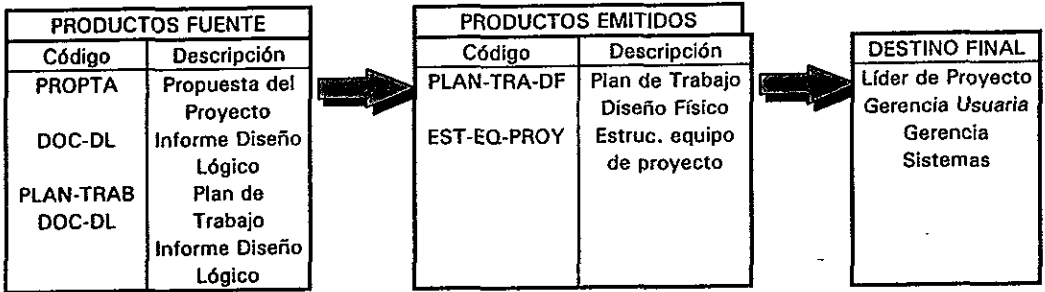 PRODUCTOS FUENTE
Código Descripción
PROPTA Propuesta del
Proyecto
DOC-DL Informe Diseño
Lógico
PLAN-TRAB Plan de
DOC-DL Trabajo
Informe Diseño
Lógico
PRODUCTOS EMITIDOS
Código Descripción
PLAN-TRA-DF Plan de Trabajo
Diseño Físico
EST-EQ-PROY Estruc. equipo
de proyecto
DESTINO FINAL
Líder de Proyecto
Gerencia Usuaria
Gerencia
Sistemas